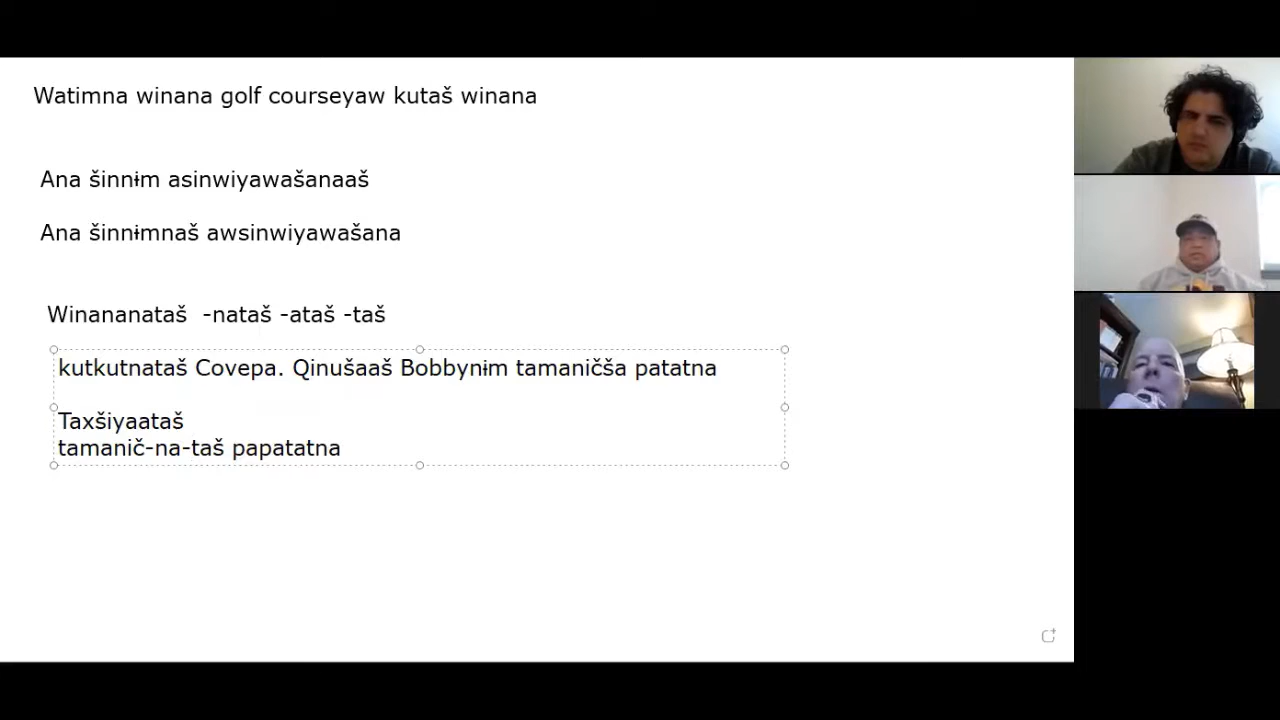 Watimna winana golf courseyaw kutaš winana
Ana šinnɨm asinwiyawašanaaš
Ana šinnɨmnaš awsinwiyawašana
Winananataš -nataš -ataš -taš
kutkutnataš Covepa. Qinušaaš Bobbynɨm tamaničša patatna
Taxšiyaataš
tamanič-na-taš papatatna